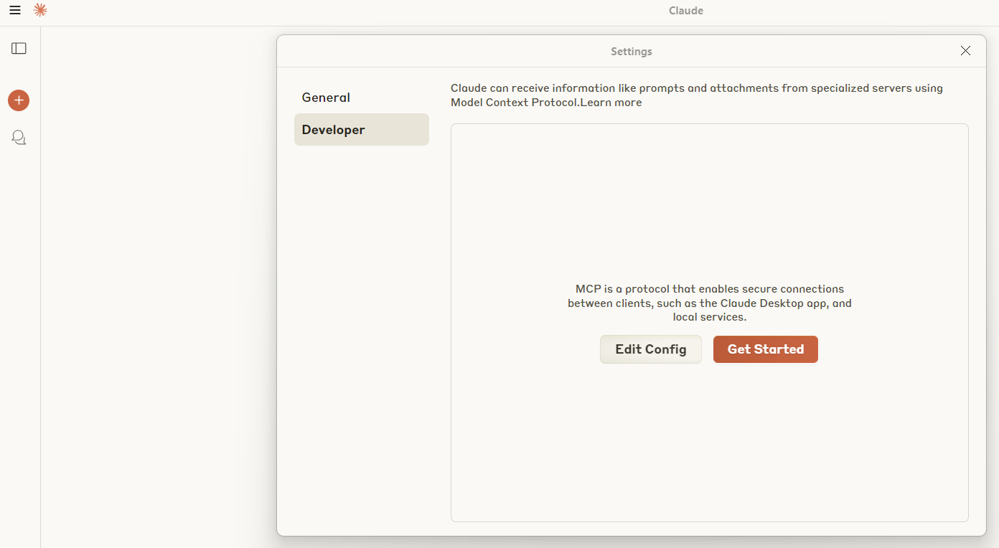 Claude
Settings
General
Developer
Claude can receive information like prompts and attachments from specialized servers using
Model Context Protocol.Learn more
MCP is a protocol that enables secure connections
between clients, such as the Claude Desktop app, and
local services.
Edit Config
Get Started